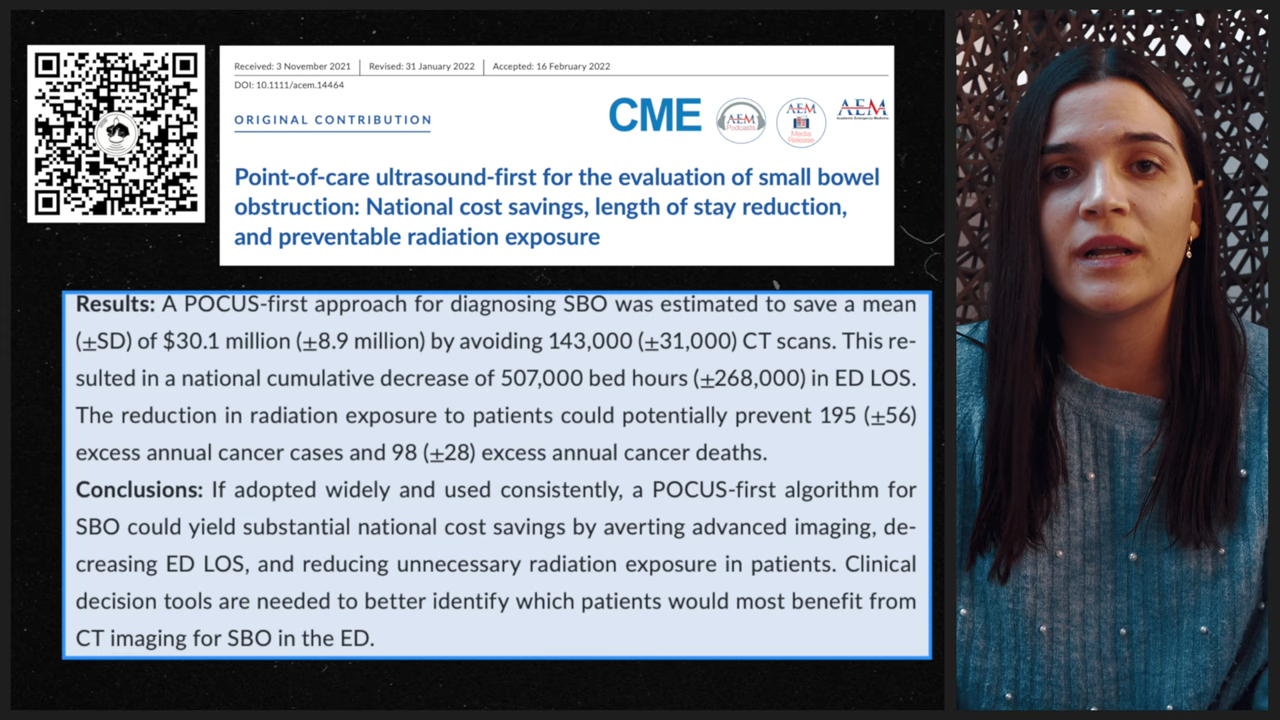 Received: 3 November 2021 | Revised: 31 January 2022 | Accepted: 16 February 2022
DOI: 10.1111/acem.14464
ORIGINAL CONTRIBUTION
CME
AEM
Podcasts
AEM
Media
Release
AEM
Academic Emergency Medicine
Point-of-care ultrasound-first for the evaluation of small bowel
obstruction: National cost savings, length of stay reduction,
and preventable radiation exposure
Results: A POCUS-first approach for diagnosing SBO was estimated to save a mean
(±SD) of $30.1 million (±8.9 million) by avoiding 143,000 (±31,000) CT scans. This re-
sulted in a national cumulative decrease of 507,000 bed hours (±268,000) in ED LOS.
The reduction in radiation exposure to patients could potentially prevent 195 (±56)
excess annual cancer cases and 98 (±28) excess annual cancer deaths.
Conclusions: If adopted widely and used consistently, a POCUS-first algorithm for
SBO could yield substantial national cost savings by averting advanced imaging, de-
creasing ED LOS, and reducing unnecessary radiation exposure in patients. Clinical
decision tools are needed to better identify which patients would most benefit from
CT imaging for SBO in the ED.